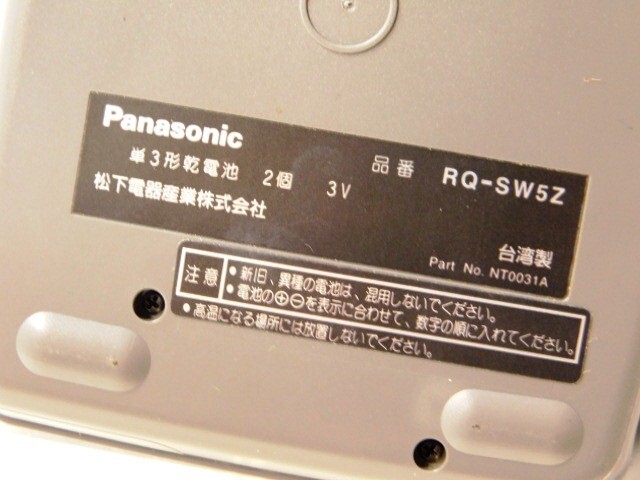 Panasonic
単3形乾電池 2個 3V 品番 RQ-SW5Z
松下電器産業株式会社 台湾製
Part No. NT0031A
注意
•新旧、異種の電池は、混用しないでください。
•電池の⊕⊖を表示に合わせて、数字の順に入れてください。
•高温になる場所には放置しないでください。